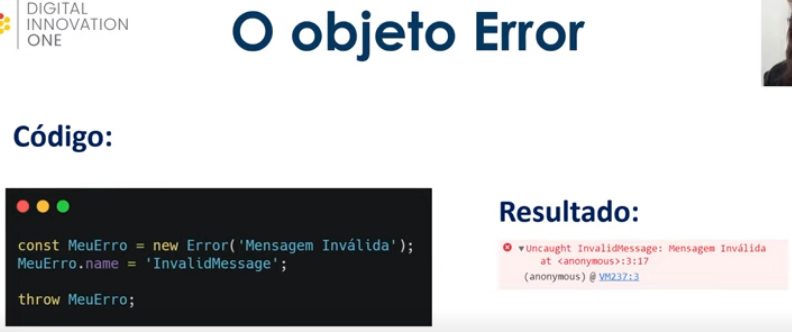 DIGITAL
INNOVATION
ONE
O objeto Error
Código:
const MeuErro = new Error('Mensagem Inválida');
MeuErro.name = 'InvalidMessage';
throw MeuErro;
Resultado:
▼Uncaught InvalidMessage: Mensagem Inválida
at <anonymous>:3:17
(anonymous) @ VM237:3